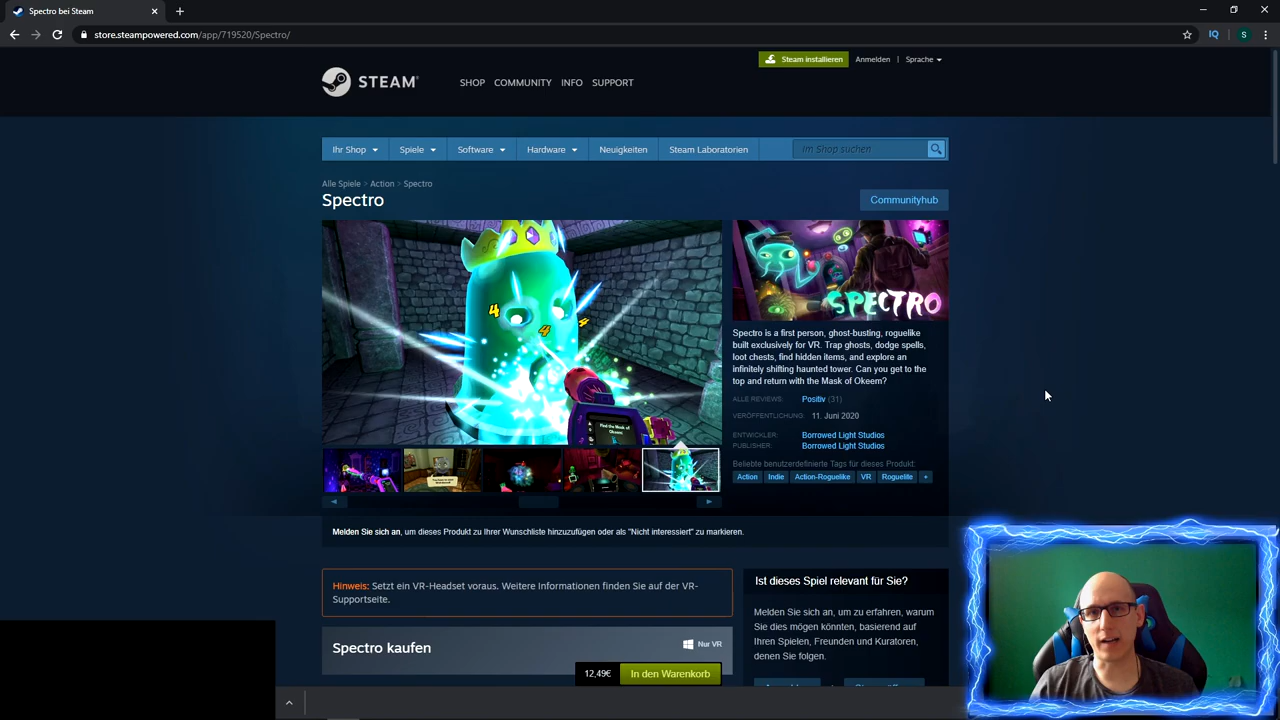 Spectro bei Steam
store.steampowered.com/app/719520/Spectro/
IQ
S
Steam installieren
Anmelden | Sprache
STEAM
SHOP COMMUNITY INFO SUPPORT
Ihr Shop Spiele Software Hardware Neuigkeiten Steam Laboratorien Im Shop suchen
Alle Spiele > Action > Spectro
Spectro
Communityhub
4
4
4
Find the Mask of
Okeem!
SPECTRO
Spectro is a first person, ghost-busting, roguelike
built exclusively for VR. Trap ghosts, dodge spells,
loot chests, find hidden items, and explore an
infinitely shifting haunted tower. Can you get to the
top and return with the Mask of Okeem?
ALLE REVIEWS: Positiv (31)
VERÖFFENTLICHUNG: 11. Juni 2020
ENTWICKLER: Borrowed Light Studios
PUBLISHER: Borrowed Light Studios
Beliebte benutzerdefinierte Tags für dieses Produkt:
Action Indie Action-Roguelike VR Roguelite +
Melden Sie sich an, um dieses Produkt zu Ihrer Wunschliste hinzuzufügen oder als "Nicht interessiert" zu markieren.
Hinweis: Setzt ein VR-Headset voraus. Weitere Informationen finden Sie auf der VR-
Supportseite.
Spectro kaufen
Nur VR
12,49€ In den Warenkorb
Ist dieses Spiel relevant für Sie?
Melden Sie sich an, um zu erfahren, warum
Sie dies mögen könnten, basierend auf
Ihren Spielen, Freunden und Kuratoren,
denen Sie folgen.